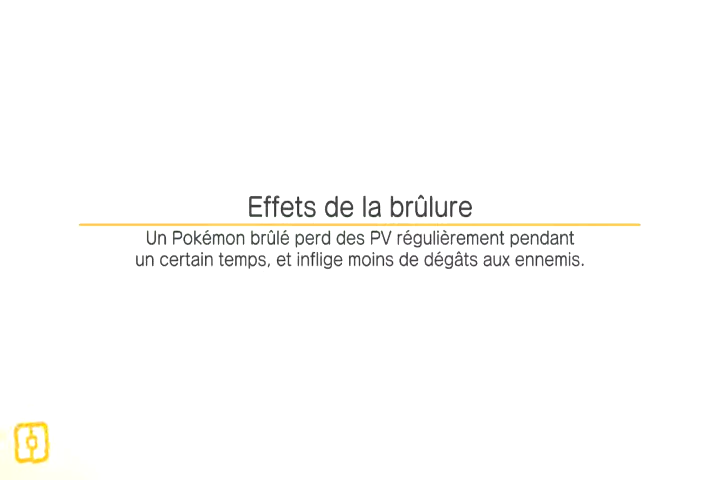 Effets de la brûlure
Un Pokémon brûlé perd des PV régulièrement pendant
un certain temps, et inflige moins de dégâts aux ennemis.